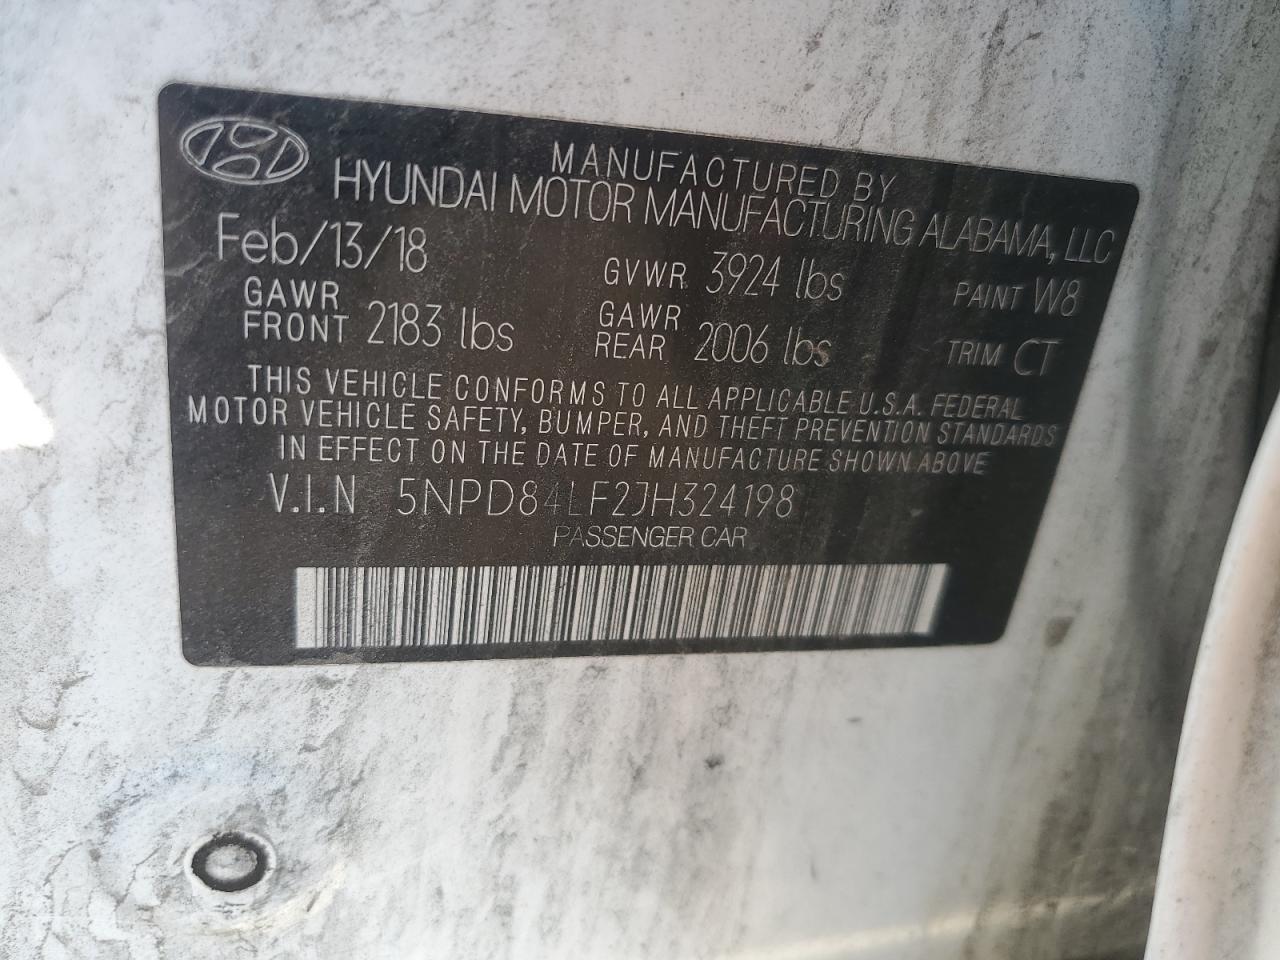 MANUFACTURED BY
HYUNDAI MOTOR MANUFACTURING ALABAMA, LLC
Feb/13/18 GVWR 3924 lbs PAINT W8
GAWR FRONT 2183 lbs GAWR REAR 2006 lbs TRIM CT
THIS VEHICLE CONFORMS TO ALL APPLICABLE U.S.A. FEDERAL
MOTOR VEHICLE SAFETY, BUMPER, AND THEFT PREVENTION STANDARDS
IN EFFECT ON THE DATE OF MANUFACTURE SHOWN ABOVE
V.I.N 5NPD84LF2JH324198
PASSENGER CAR